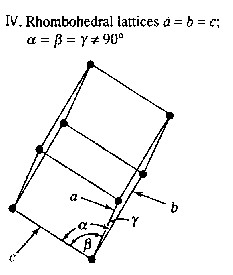 IV. Rhombohedral lattices a = b = c;
α = β = γ ≠ 90°
a
α
γ
b
β
c